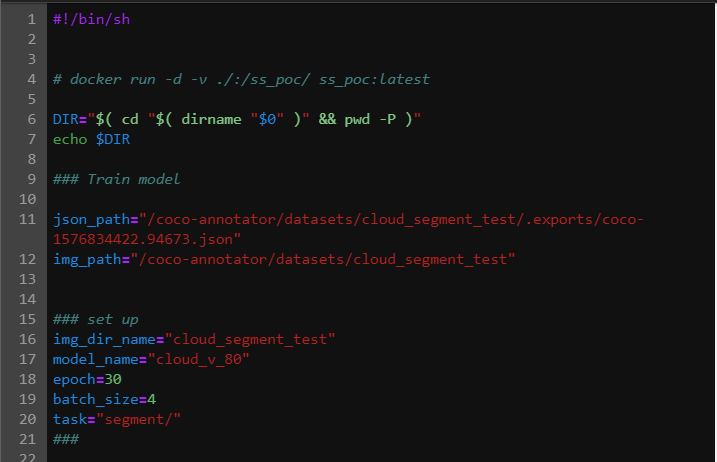 1 #!/bin/sh
2
3
4 # docker run -d -v ./:/ss_poc/ ss_poc:latest
5
6 DIR="$( cd "$( dirname "$0" )" && pwd -P )"
7 echo $DIR
8
9 ### Train model
10
11 json_path="/coco-annotator/datasets/cloud_segment_test/.exports/coco-
1576834422.94673.json"
12 img_path="/coco-annotator/datasets/cloud_segment_test"
13
14
15 ### set up
16 img_dir_name="cloud_segment_test"
17 model_name="cloud_v_80"
18 epoch=30
19 batch_size=4
20 task="segment/"
21 ###
22